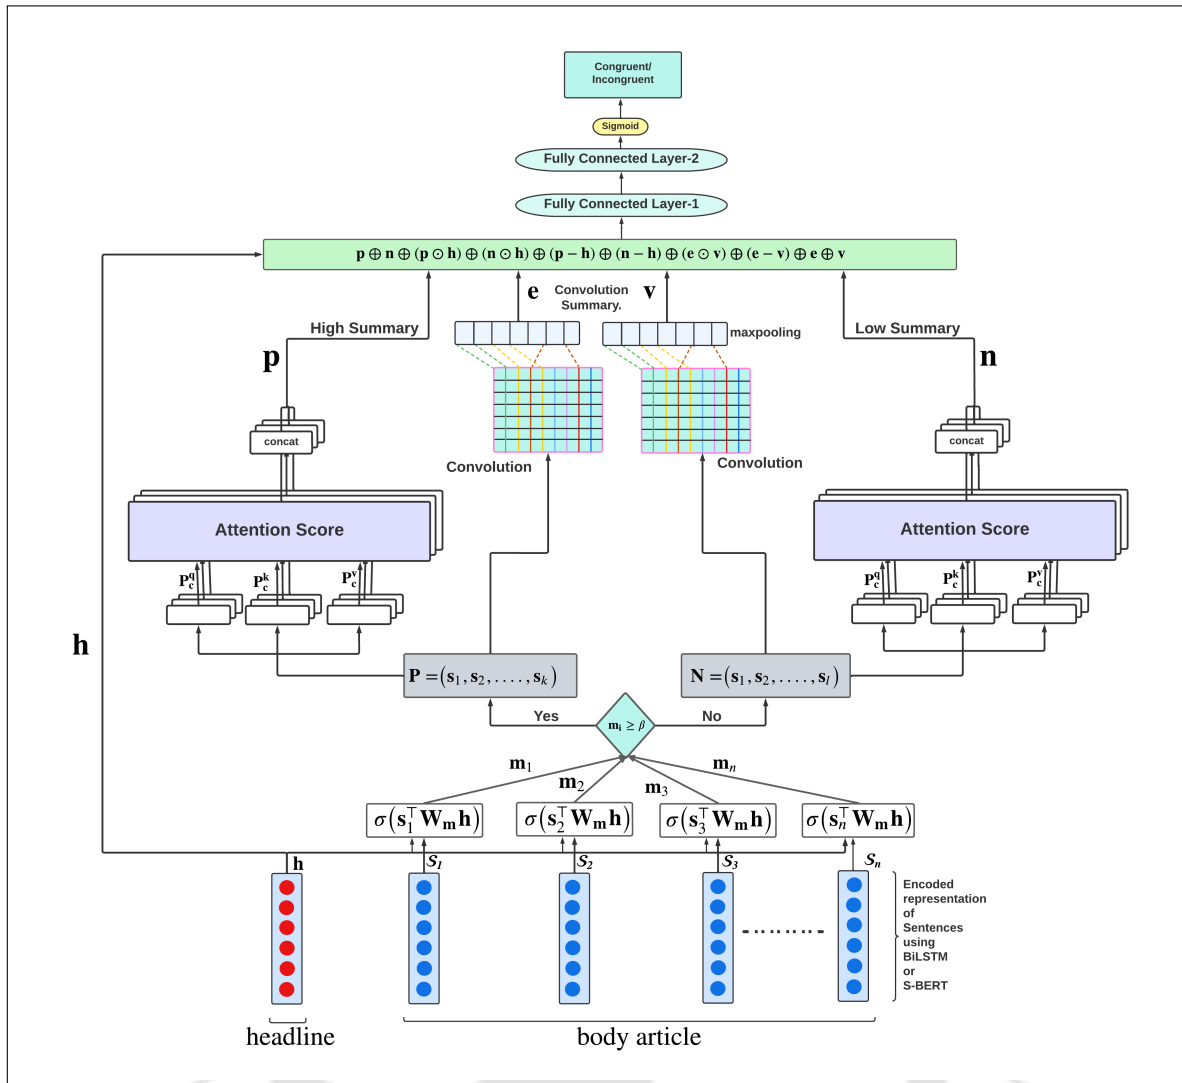 Congruent/
Incongruent
Sigmoid
Fully Connected Layer-2
Fully Connected Layer-1
p ⊕ n ⊕ (p ⊙ h) ⊕ (n ⊙ h) ⊕ (p − h) ⊕ (n − h) ⊕ (e ⊙ v) ⊕ (e − v) ⊕ e ⊕ v
e
Convolution
Summary.
v
High Summary
maxpooling
Low Summary
p
n
concat
concat
Convolution
Convolution
Attention Score
Attention Score
P_c^q P_c^k P_c^v
P_c^q P_c^k P_c^v
h
P = (s_1, s_2, . . . . , s_k)
N = (s_1, s_2, . . . . , s_l)
Yes
m_i ≥ β
No
m_1
m_2
m_3
m_n
σ(s_1^⊤ W_m h)
σ(s_2^⊤ W_m h)
σ(s_3^⊤ W_m h)
σ(s_n^⊤ W_m h)
h
S_1
S_2
S_3
S_n
Encoded
representation
of
Sentences
using
BiLSTM
or
S-BERT
headline
body article